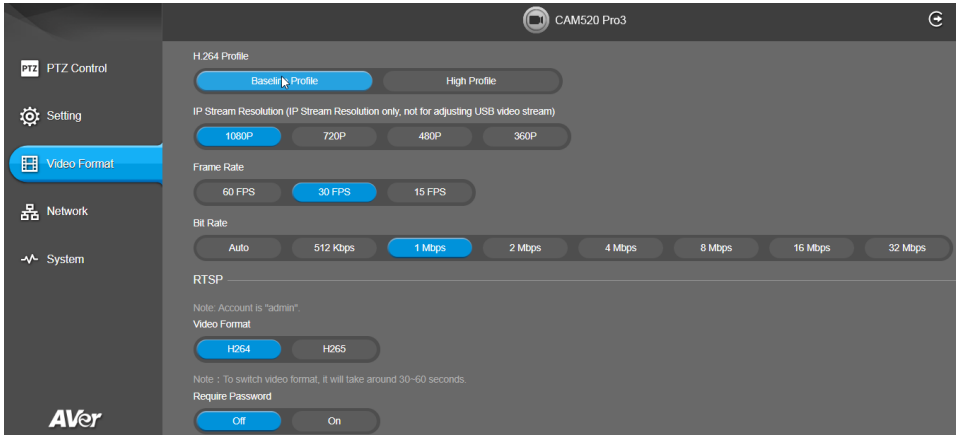 CAM520 Pro3
PTZ PTZ Control
Setting
Video Format
Network
System
AVer
H.264 Profile
Baseline Profile High Profile
IP Stream Resolution (IP Stream Resolution only, not for adjusting USB video stream)
1080P 720P 480P 360P
Frame Rate
60 FPS 30 FPS 15 FPS
Bit Rate
Auto 512 Kbps 1 Mbps 2 Mbps 4 Mbps 8 Mbps 16 Mbps 32 Mbps
RTSP
Note: Account is "admin".
Video Format
H264 H265
Note : To switch video format, it will take around 30~60 seconds.
Require Password
Off On